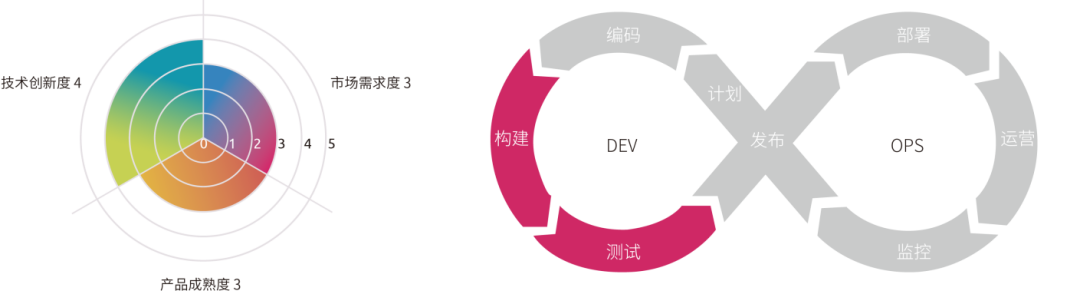 技术创新度 4
市场需求度 3
0 1 2 3 4 5
产品成熟度 3
编码
部署
计划
构建
DEV
发布
OPS
运营
测试
监控